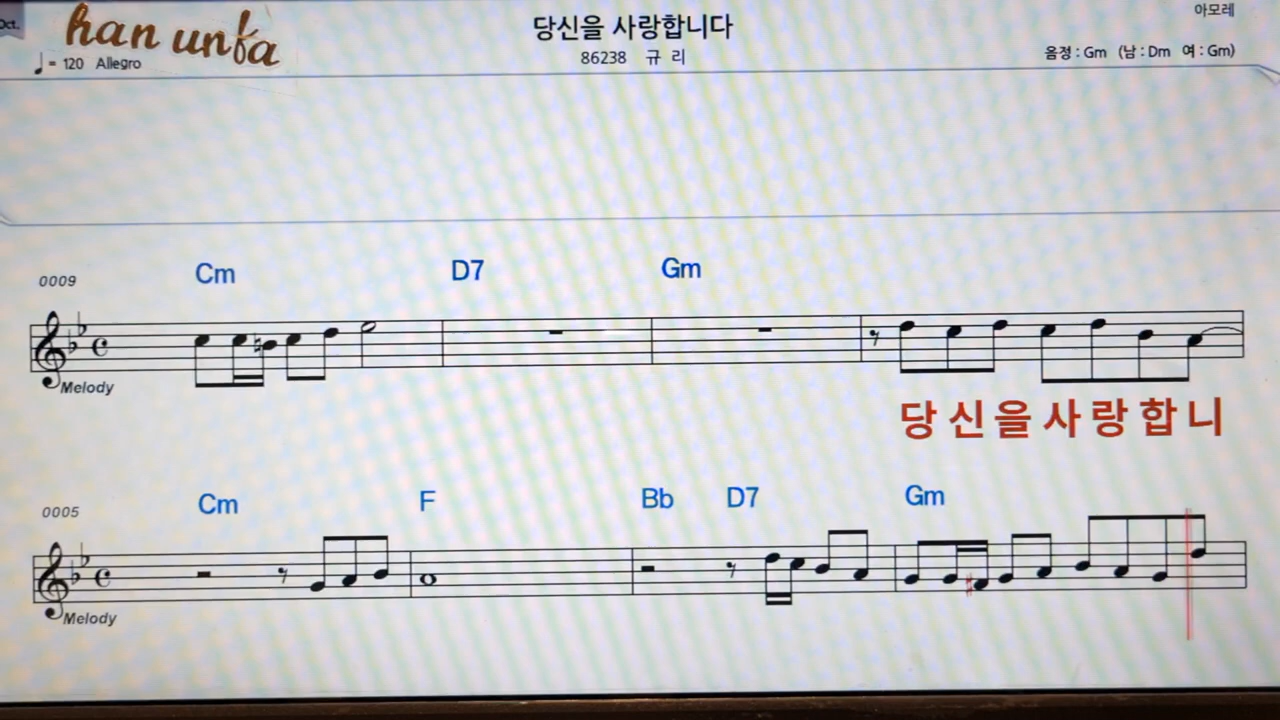 Oct.
han unfa
당신을 사랑합니다
아모레
♩= 120 Allegro
86238 규 리
음정 : Gm (남 : Dm 여 : Gm)
0009
Cm D7 Gm
Melody
당 신 을 사 랑 합 니
0005
Cm F Bb D7 Gm
Melody